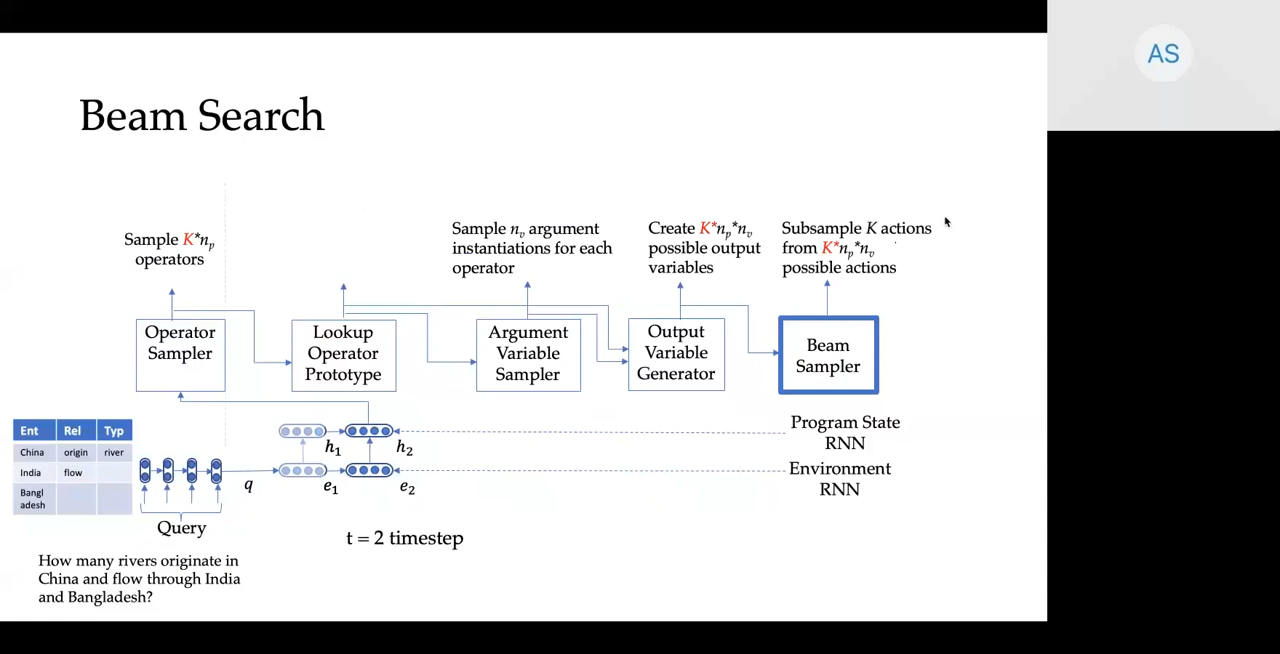 AS
Beam Search
Sample K*np
operators
Sample nv argument
instantiations for each
operator
Create K*np*nv
possible output
variables
Subsample K actions
from K*np*nv
possible actions
Operator
Sampler
Lookup
Operator
Prototype
Argument
Variable
Sampler
Output
Variable
Generator
Beam
Sampler
Ent Rel Typ
China origin river
India flow
Bangl
adesh
q
h1 h2
e1 e2
Program State
RNN
Environment
RNN
Query
t = 2 timestep
How many rivers originate in
China and flow through India
and Bangladesh?